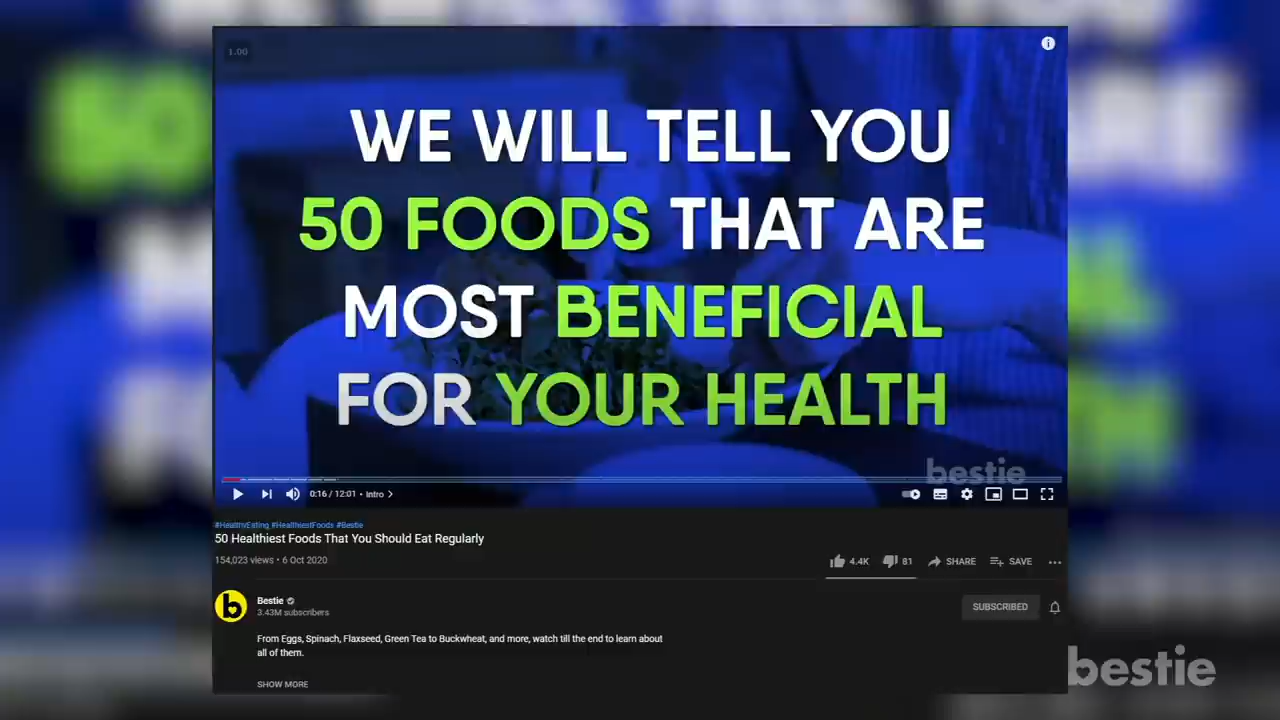 1.00
WE WILL TELL YOU
50 FOODS THAT ARE
MOST BENEFICIAL
FOR YOUR HEALTH
bestie
0:16 / 12:01 • Intro >
#HealthyEating #HealthiestFoods #Bestie
50 Healthiest Foods That You Should Eat Regularly
154,023 views • 6 Oct 2020
4.4K 81 SHARE SAVE
Bestie
3.43M subscribers
SUBSCRIBED
From Eggs, Spinach, Flaxseed, Green Tea to Buckwheat, and more, watch till the end to learn about
all of them.
SHOW MORE
bestie